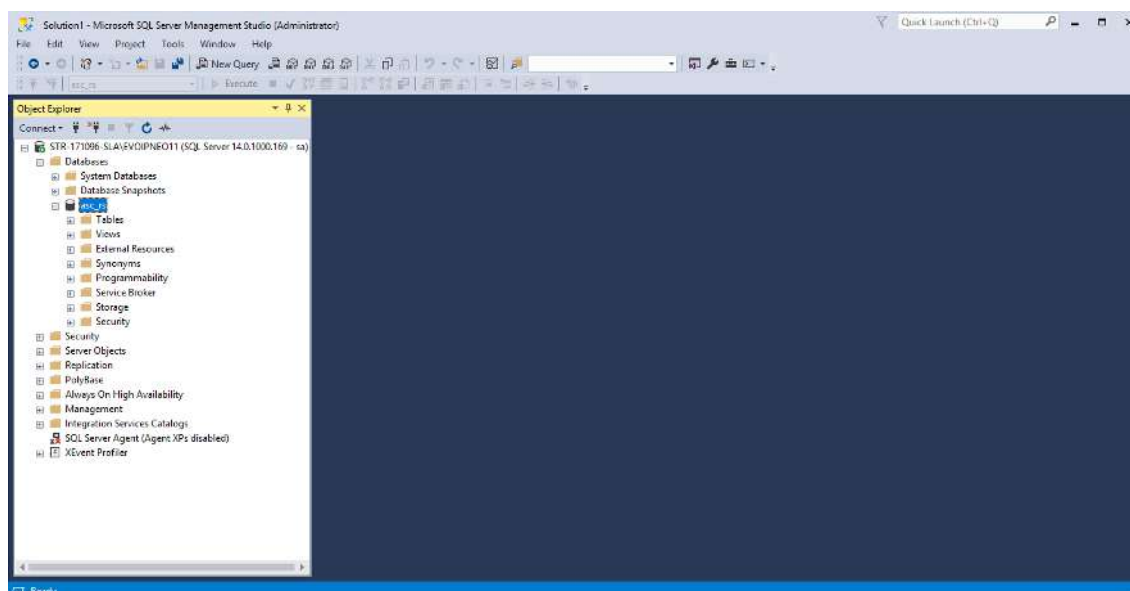 Solution1 - Microsoft SQL Server Management Studio (Administrator)
Quick Launch (Ctrl+Q)
File Edit View Project Tools Window Help
New Query
asc_rs Execute
Object Explorer
Connect
STR-171096-SLA\EVOIPNEO11 (SQL Server 14.0.1000.169 - sa)
Databases
System Databases
Database Snapshots
asc_rs
Tables
Views
External Resources
Synonyms
Programmability
Service Broker
Storage
Security
Security
Server Objects
Replication
PolyBase
Always On High Availability
Management
Integration Services Catalogs
SQL Server Agent (Agent XPs disabled)
XEvent Profiler
Ready